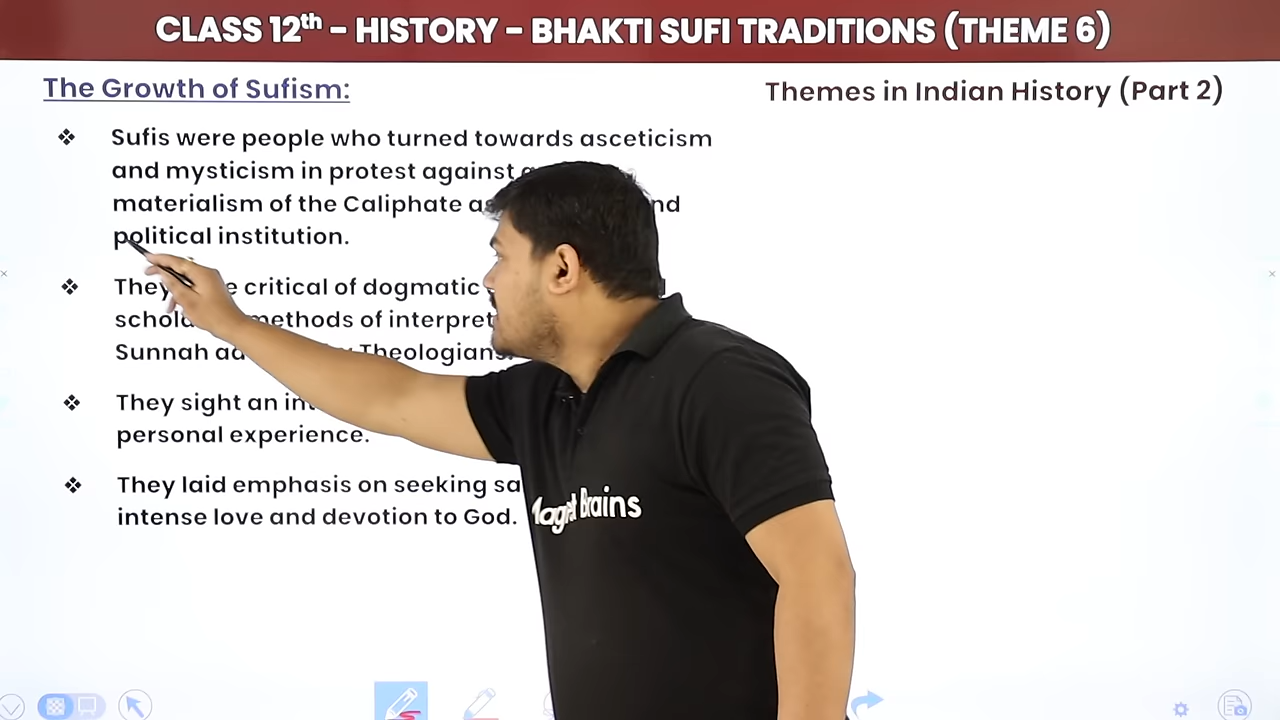 CLASS 12th - HISTORY - BHAKTI SUFI TRADITIONS (THEME 6)
The Growth of Sufism:
Themes in Indian History (Part 2)
❖ Sufis were people who turned towards asceticism
and mysticism in protest against
materialism of the Caliphate
political institution.
❖ critical of dogmatic
methods of
Sunnah Theologians.
❖ They sight an
personal experience.
❖ They laid emphasis on seeking
intense love and devotion to God.
Magnet Brains